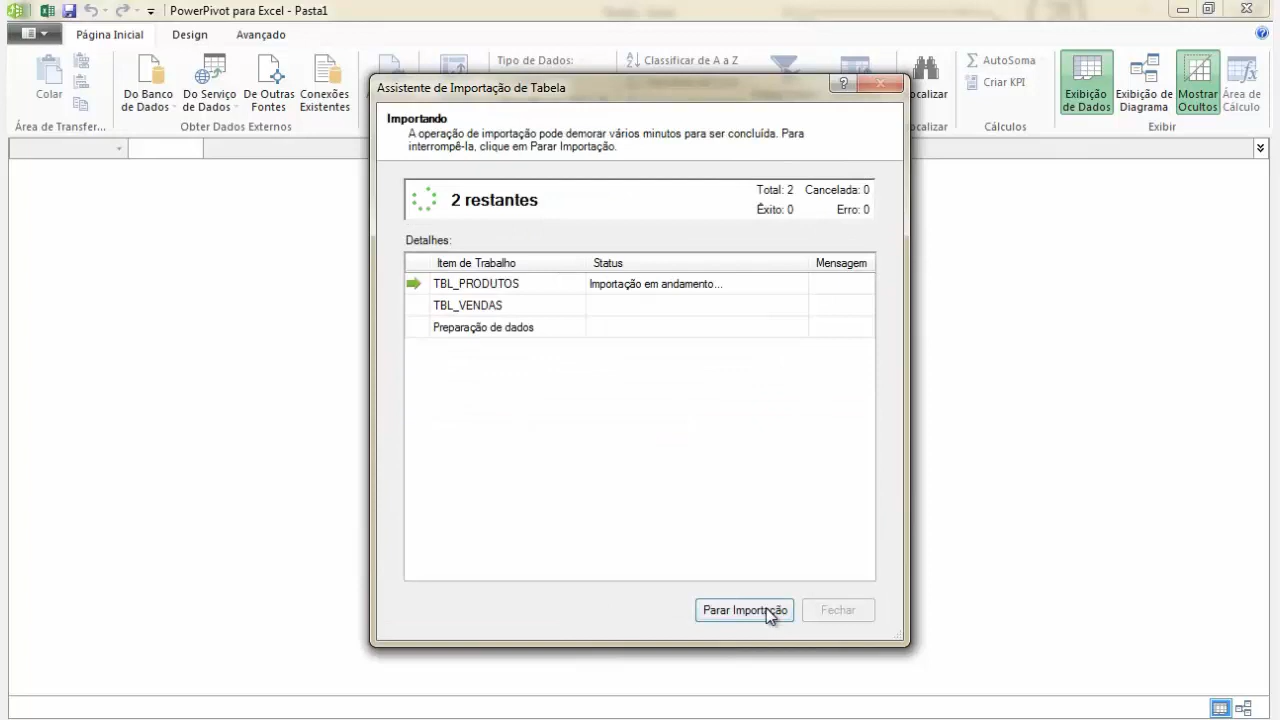 PowerPivot para Excel - Pasta1
Página Inicial Design Avançado
Colar
Do Banco de Dados
Do Serviço de Dados
De Outras Fontes
Conexões Existentes
Tipo de Dados:
Classificar de A a Z
AutoSoma
Criar KPI
Exibição de Dados
Exibição de Diagrama
Mostrar Ocultos
Área de Cálculo
Área de Transfer...
Obter Dados Externos
Cálculos
Exibir
Assistente de Importação de Tabela
?
Importando
A operação de importação pode demorar vários minutos para ser concluída. Para
interrompê-la, clique em Parar Importação.
2 restantes
Total: 2 Cancelada: 0
Êxito: 0 Erro: 0
Detalhes:
Item de Trabalho Status Mensagem
TBL_PRODUTOS Importação em andamento...
TBL_VENDAS
Preparação de dados
Parar Importação Fechar